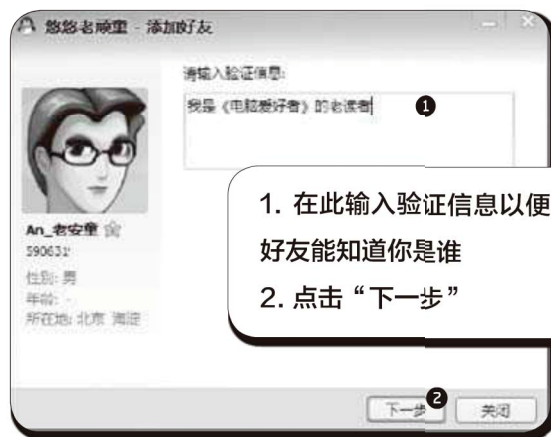 悠悠老顽童 - 添加好友
请输入验证信息:
我是《电脑爱好者》的老读者
❶
1. 在此输入验证信息以便
好友能知道你是谁
2. 点击“下一步”
An_老安童
590631
性别: 男
年龄: -
所在地: 北京 海淀
下一步
❷
关闭